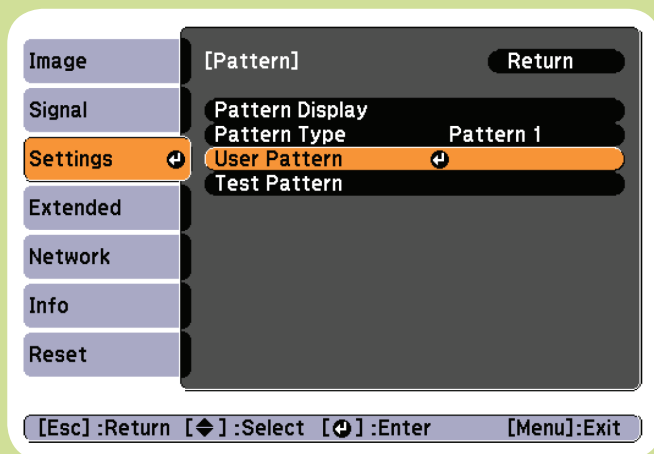 Image
Signal
Settings
Extended
Network
Info
Reset
[Pattern] Return
Pattern Display
Pattern Type Pattern 1
User Pattern
Test Pattern
[Esc] :Return [◆] :Select [↵] :Enter [Menu]:Exit